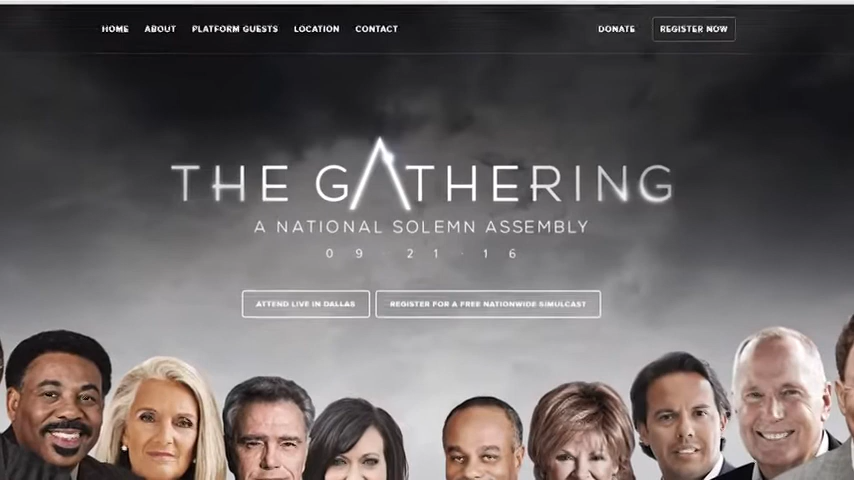 HOME ABOUT PLATFORM GUESTS LOCATION CONTACT DONATE REGISTER NOW
THE GATHERING
A NATIONAL SOLEMN ASSEMBLY
09·21·16
ATTEND LIVE IN DALLAS REGISTER FOR A FREE NATIONWIDE SIMULCAST